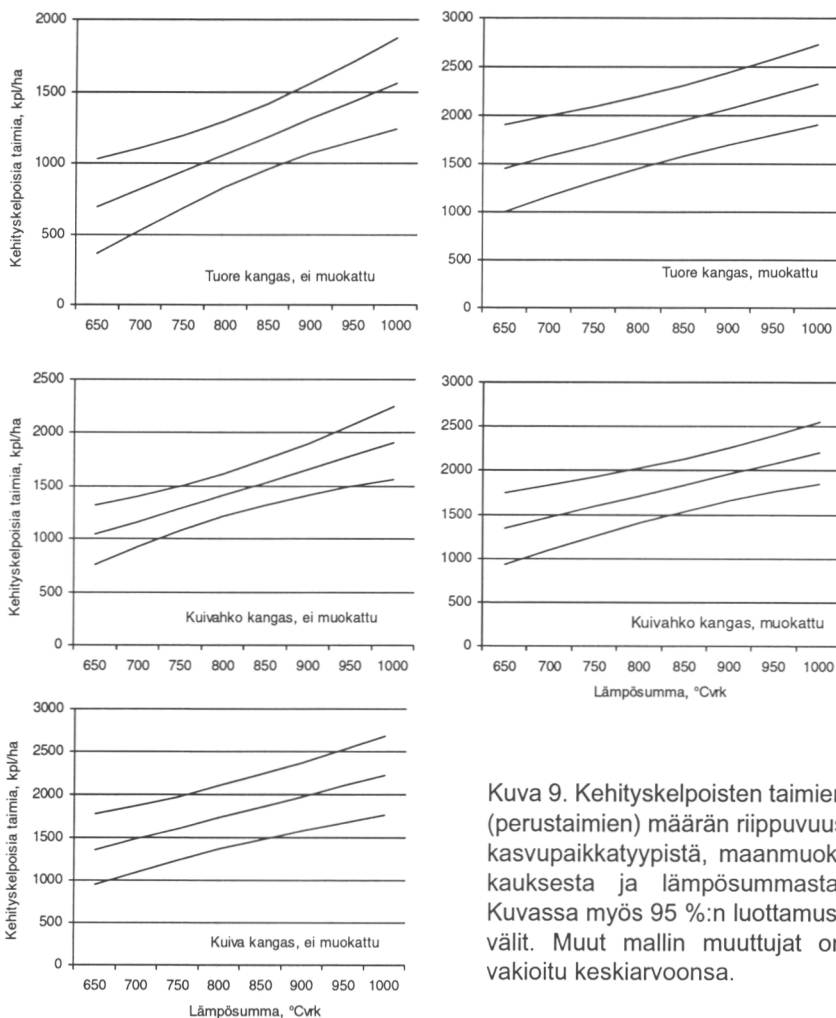 Kehityskelpoisia taimia, kpl/ha
2000
1500
1000
500
0
Tuore kangas, ei muokattu
650 700 750 800 850 900 950 1000
3000
2500
2000
1500
1000
500
0
Tuore kangas, muokattu
650 700 750 800 850 900 950 1000
Kehityskelpoisia taimia, kpl/ha
2500
2000
1500
1000
500
0
Kuivahko kangas, ei muokattu
650 700 750 800 850 900 950 1000
3000
2500
2000
1500
1000
500
0
Kuivahko kangas, muokattu
650 700 750 800 850 900 950 1000
Lämpösumma, °Cvrk
Kehityskelpoisia taimia, kpl/ha
3000
2500
2000
1500
1000
500
0
Kuiva kangas, ei muokattu
650 700 750 800 850 900 950 1000
Lämpösumma, °Cvrk
Kuva 9. Kehityskelpoisten taimien
(perustaimien) määrän riippuvuus
kasvupaikkatyypistä, maanmuok
kauksesta ja lämpösummasta
Kuvassa myös 95 %:n luottamus
välit. Muut mallin muuttujat on
vakioitu keskiarvoonsa.